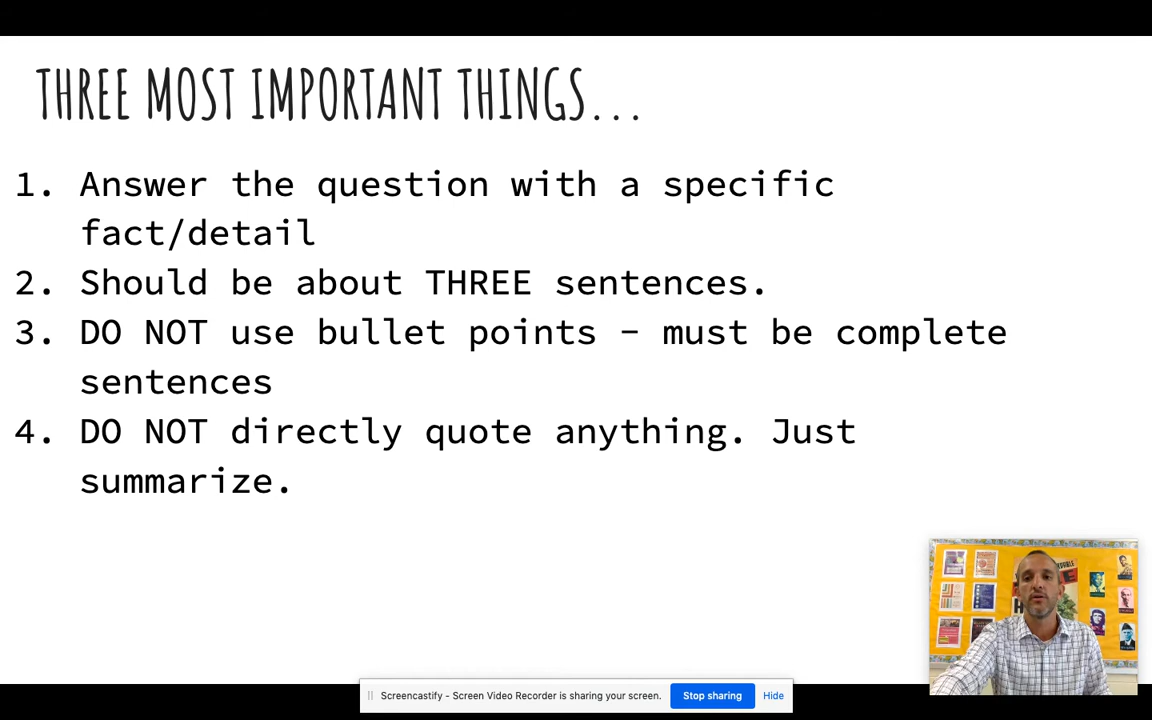 THREE MOST IMPORTANT THINGS...
1. Answer the question with a specific
fact/detail
2. Should be about THREE sentences.
3. DO NOT use bullet points - must be complete
sentences
4. DO NOT directly quote anything. Just
summarize.
Screencastify - Screen Video Recorder is sharing your screen.
Stop sharing
Hide